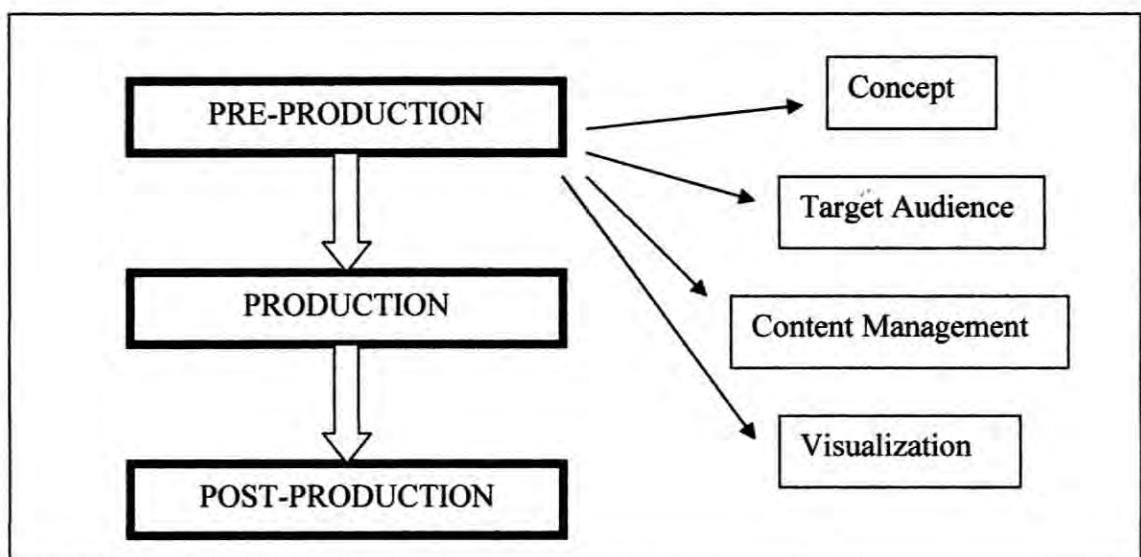 PRE-PRODUCTION
Concept
Target Audience
PRODUCTION
Content Management
Visualization
POST-PRODUCTION